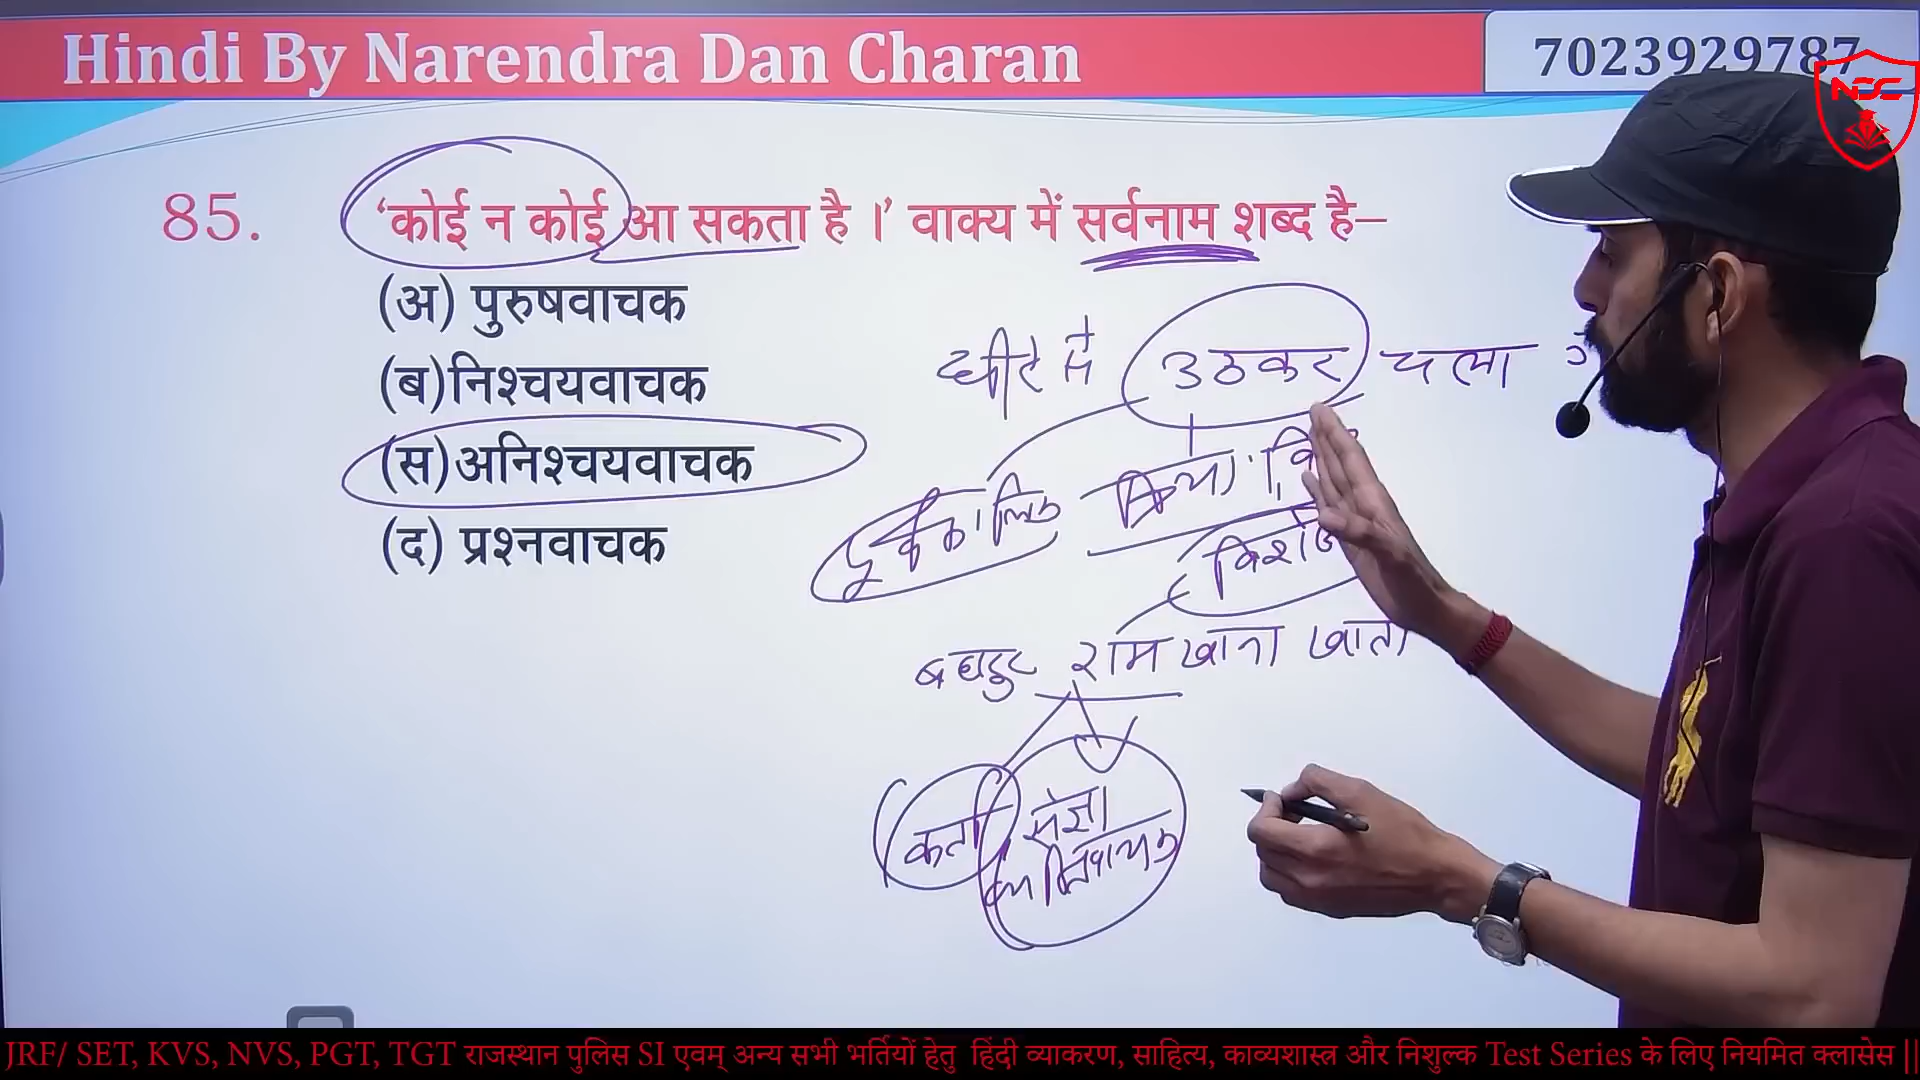 Hindi By Narendra Dan Charan
7023929787
NSC
85. ‘कोई न कोई आ सकता है ।’ वाक्य में सर्वनाम शब्द है–
(अ) पुरुषवाचक
(ब)निश्चयवाचक
(स)अनिश्चयवाचक
(द) प्रश्नवाचक
धीरे से उठकर चला
पूर्वकालिक क्रिया
राम खाना खाता
कर्ता संज्ञा
JRF/ SET, KVS, NVS, PGT, TGT राजस्थान पुलिस SI एवम् अन्य सभी भर्तियों हेतु हिंदी व्याकरण, साहित्य, काव्यशास्त्र और निशुल्क Test Series के लिए नियमित क्लासेस ||